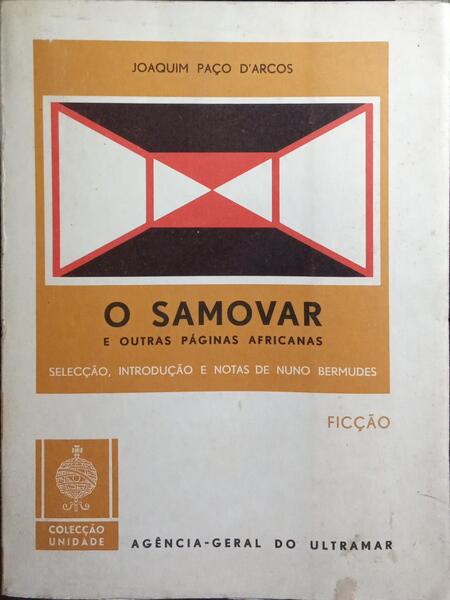 JOAQUIM PAÇO D'ARCOS
O SAMOVAR
E OUTRAS PÁGINAS AFRICANAS
SELECÇÃO, INTRODUÇÃO E NOTAS DE NUNO BERMUDES
FICÇÃO
COLECÇÃO
UNIDADE
AGÊNCIA-GERAL DO ULTRAMAR